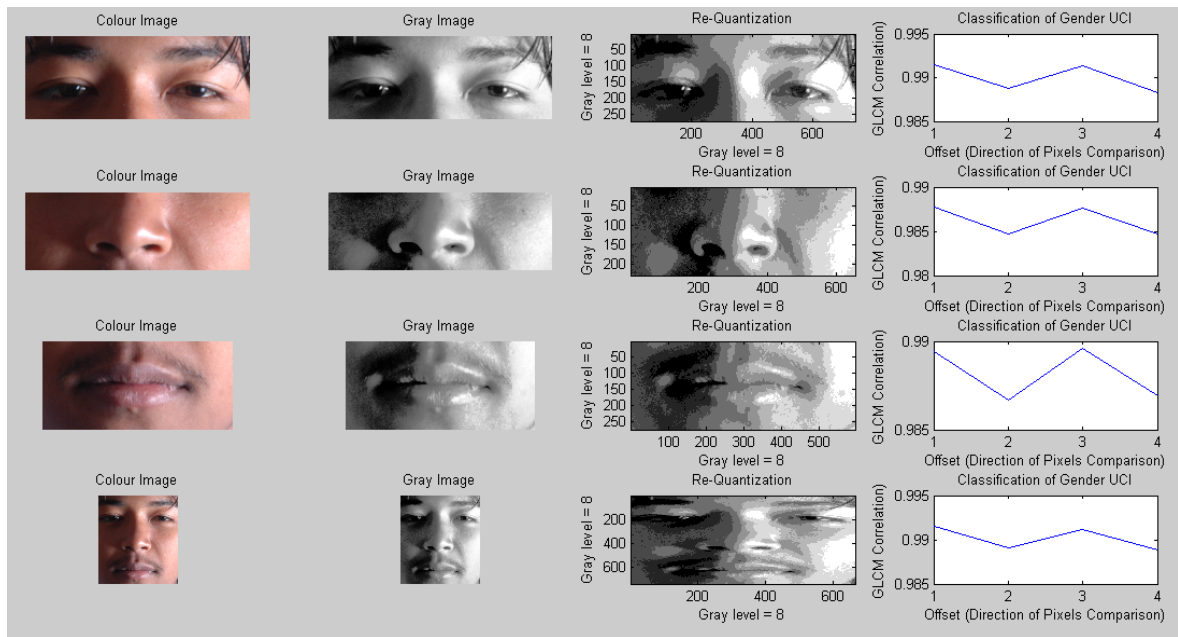 Colour Image
Gray Image
Re-Quantization
Classification of Gender UCI
Gray level = 8
50
100
150
200
250
200 400 600
Gray level = 8
GLCM Correlation)
0.995
0.99
0.985
1 2 3 4
Offset (Direction of Pixels Comparison)
Colour Image
Gray Image
Re-Quantization
Classification of Gender UCI
Gray level = 8
50
100
150
200
200 400 600
Gray level = 8
GLCM Correlation)
0.99
0.985
0.98
1 2 3 4
Offset (Direction of Pixels Comparison)
Colour Image
Gray Image
Re-Quantization
Classification of Gender UCI
Gray level = 8
50
100
150
200
250
100 200 300 400 500
Gray level = 8
GLCM Correlation)
0.99
0.985
1 2 3 4
Offset (Direction of Pixels Comparison)
Colour Image
Gray Image
Re-Quantization
Classification of Gender UCI
Gray level = 8
200
400
600
200 400 600
Gray level = 8
GLCM Correlation)
0.995
0.99
0.985
1 2 3 4
Offset (Direction of Pixels Comparison)